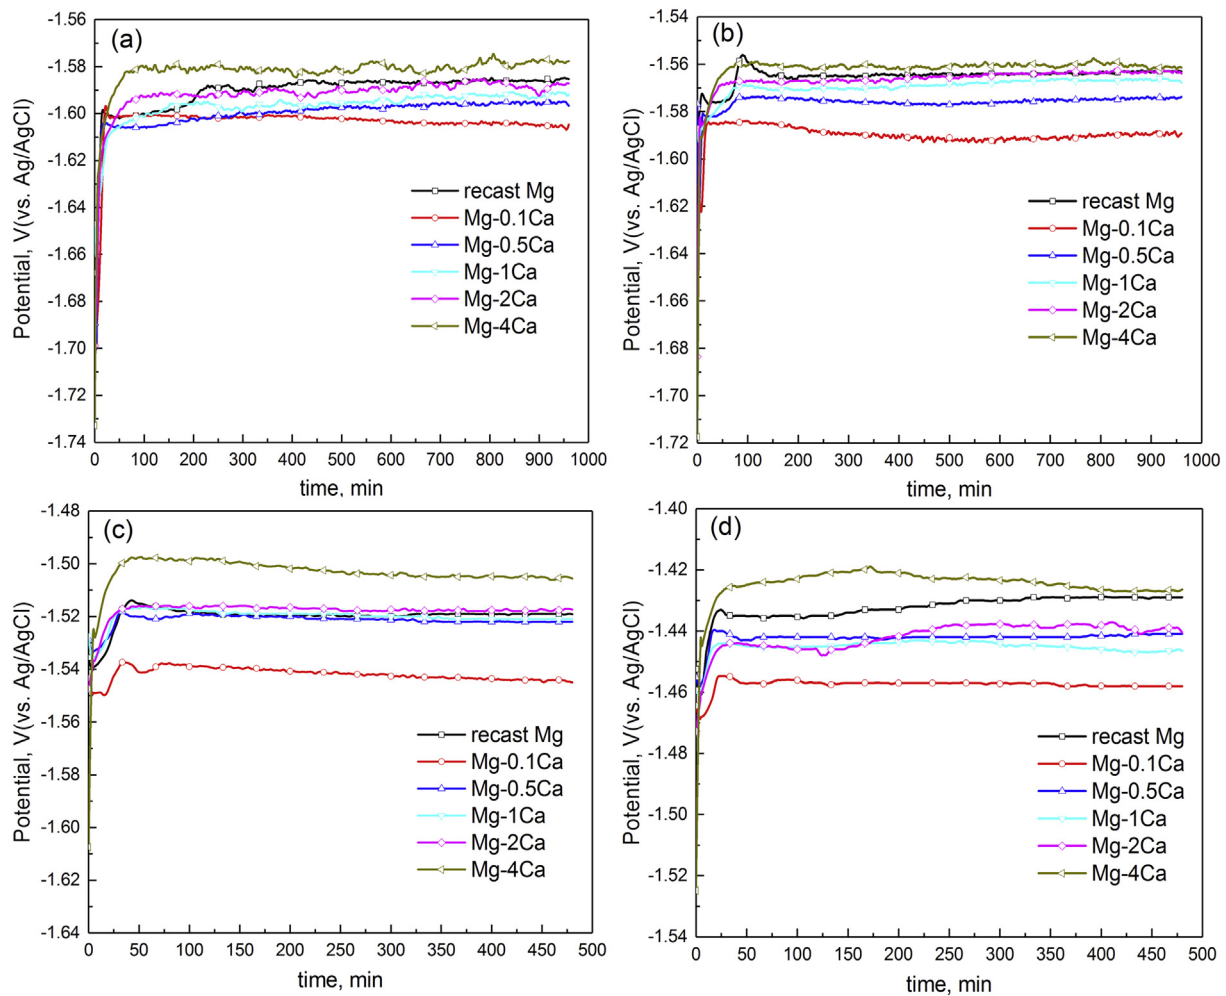 (a)
-1.56
-1.58
-1.60
-1.62
-1.64
-1.66
-1.68
-1.70
-1.72
-1.74
Potential, V(vs. Ag/AgCl)
recast Mg
Mg-0.1Ca
Mg-0.5Ca
Mg-1Ca
Mg-2Ca
Mg-4Ca
0 100 200 300 400 500 600 700 800 900 1000
time, min
(b)
-1.54
-1.56
-1.58
-1.60
-1.62
-1.64
-1.66
-1.68
-1.70
-1.72
Potential, V(vs. Ag/AgCl)
recast Mg
Mg-0.1Ca
Mg-0.5Ca
Mg-1Ca
Mg-2Ca
Mg-4Ca
0 100 200 300 400 500 600 700 800 900 1000
time, min
(c)
-1.48
-1.50
-1.52
-1.54
-1.56
-1.58
-1.60
-1.62
-1.64
Potential, V(vs. Ag/AgCl)
recast Mg
Mg-0.1Ca
Mg-0.5Ca
Mg-1Ca
Mg-2Ca
Mg-4Ca
0 50 100 150 200 250 300 350 400 450 500
time, min
(d)
-1.40
-1.42
-1.44
-1.46
-1.48
-1.50
-1.52
-1.54
Potential, V(vs. Ag/AgCl)
recast Mg
Mg-0.1Ca
Mg-0.5Ca
Mg-1Ca
Mg-2Ca
Mg-4Ca
0 50 100 150 200 250 300 350 400 450 500
time, min